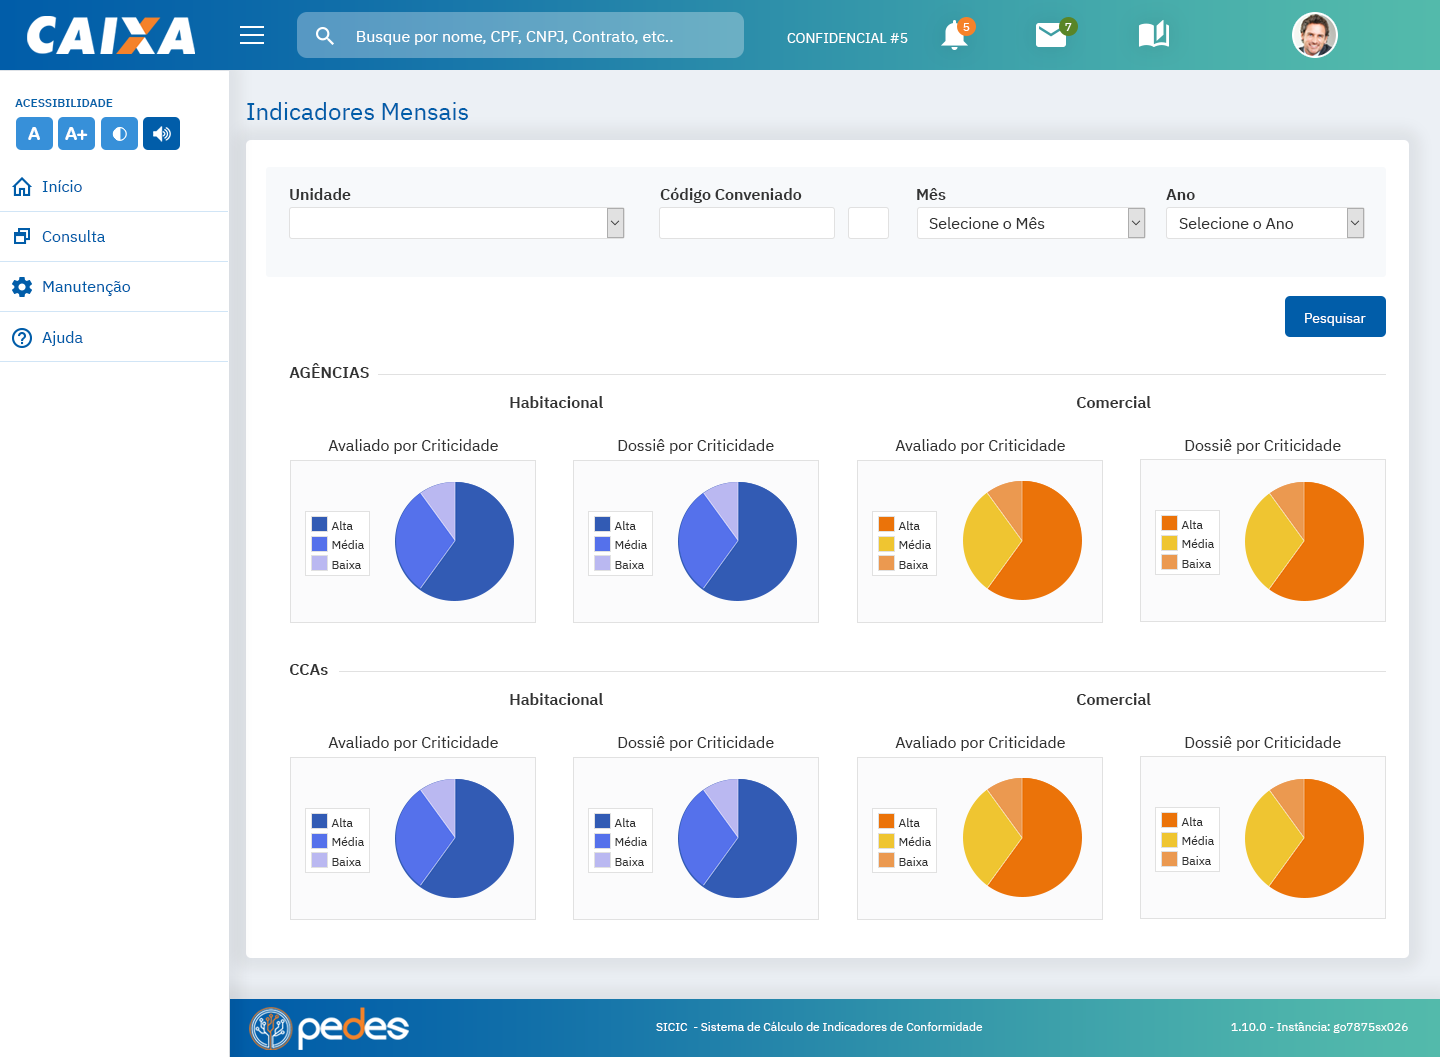 CAIXA
Busque por nome, CPF, CNPJ, Contrato, etc..
CONFIDENCIAL #5
5
7
ACESSIBILIDADE
A A+
Início
Consulta
Manutenção
Ajuda
Indicadores Mensais
Unidade Código Conveniado Mês Ano
Selecione o Mês Selecione o Ano
Pesquisar
AGÊNCIAS
Habitacional Comercial
Avaliado por Criticidade Dossiê por Criticidade Avaliado por Criticidade Dossiê por Criticidade
Alta Alta Alta Alta
Média Média Média Média
Baixa Baixa Baixa Baixa
CCAs
Habitacional Comercial
Avaliado por Criticidade Dossiê por Criticidade Avaliado por Criticidade Dossiê por Criticidade
Alta Alta Alta Alta
Média Média Média Média
Baixa Baixa Baixa Baixa
pedes
SICIC - Sistema de Cálculo de Indicadores de Conformidade
1.10.0 - Instância: go7875sx026